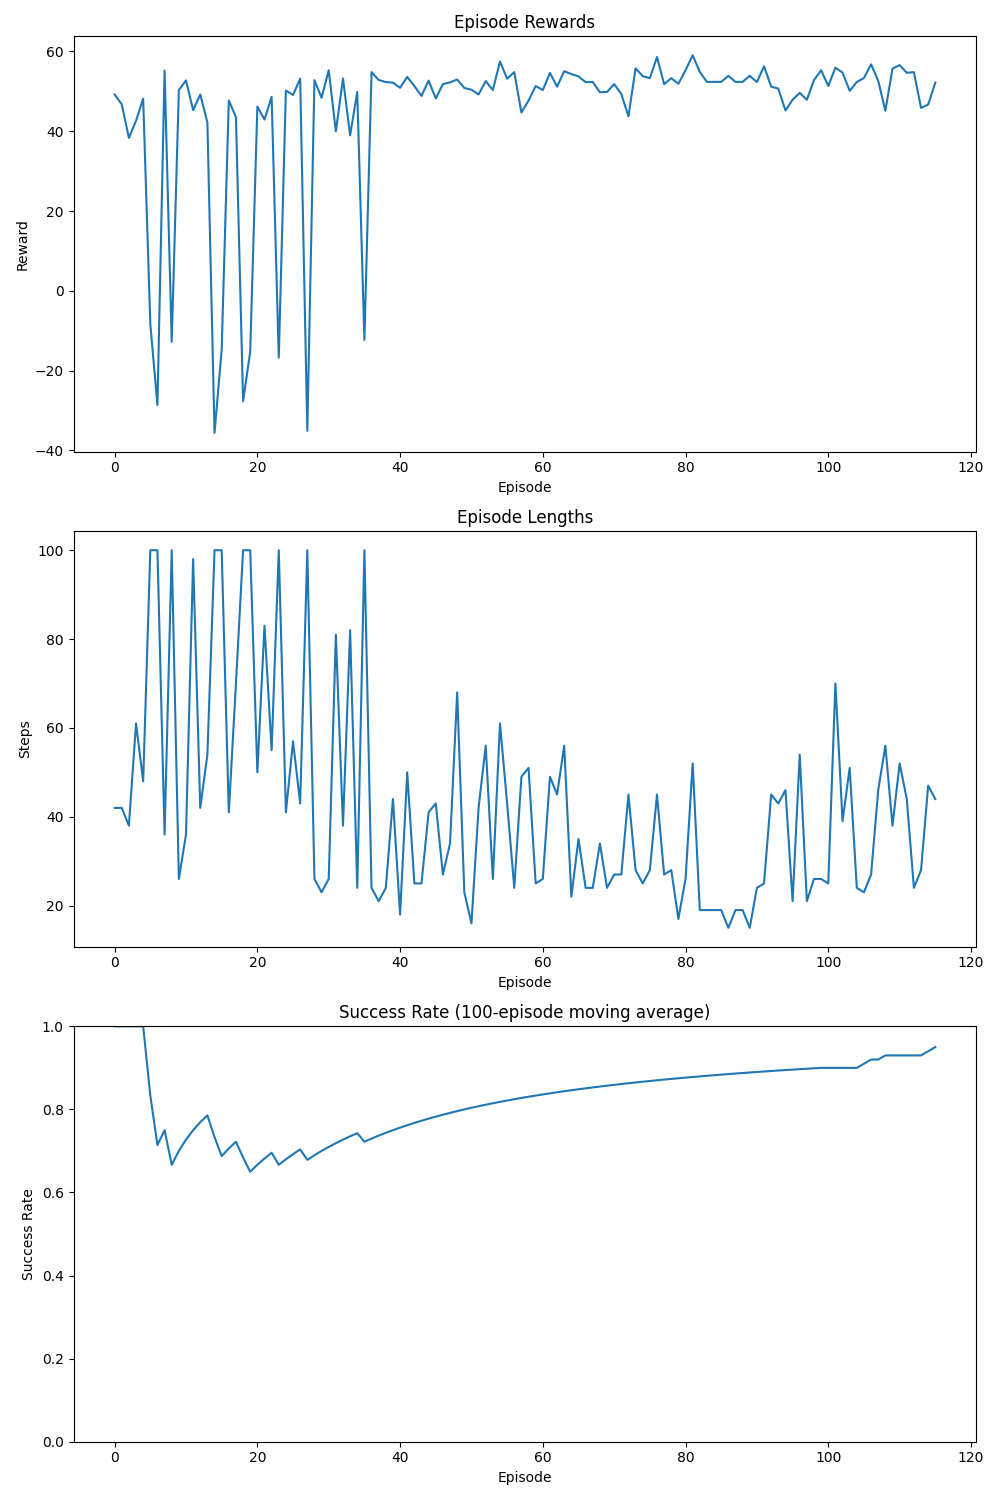 Episode Rewards
60
40
20
0
−20
−40
Reward
0 20 40 60 80 100 120
Episode
Episode Lengths
100
80
60
40
20
Steps
0 20 40 60 80 100 120
Episode
Success Rate (100-episode moving average)
1.0
0.8
0.6
0.4
0.2
0.0
Success Rate
0 20 40 60 80 100 120
Episode